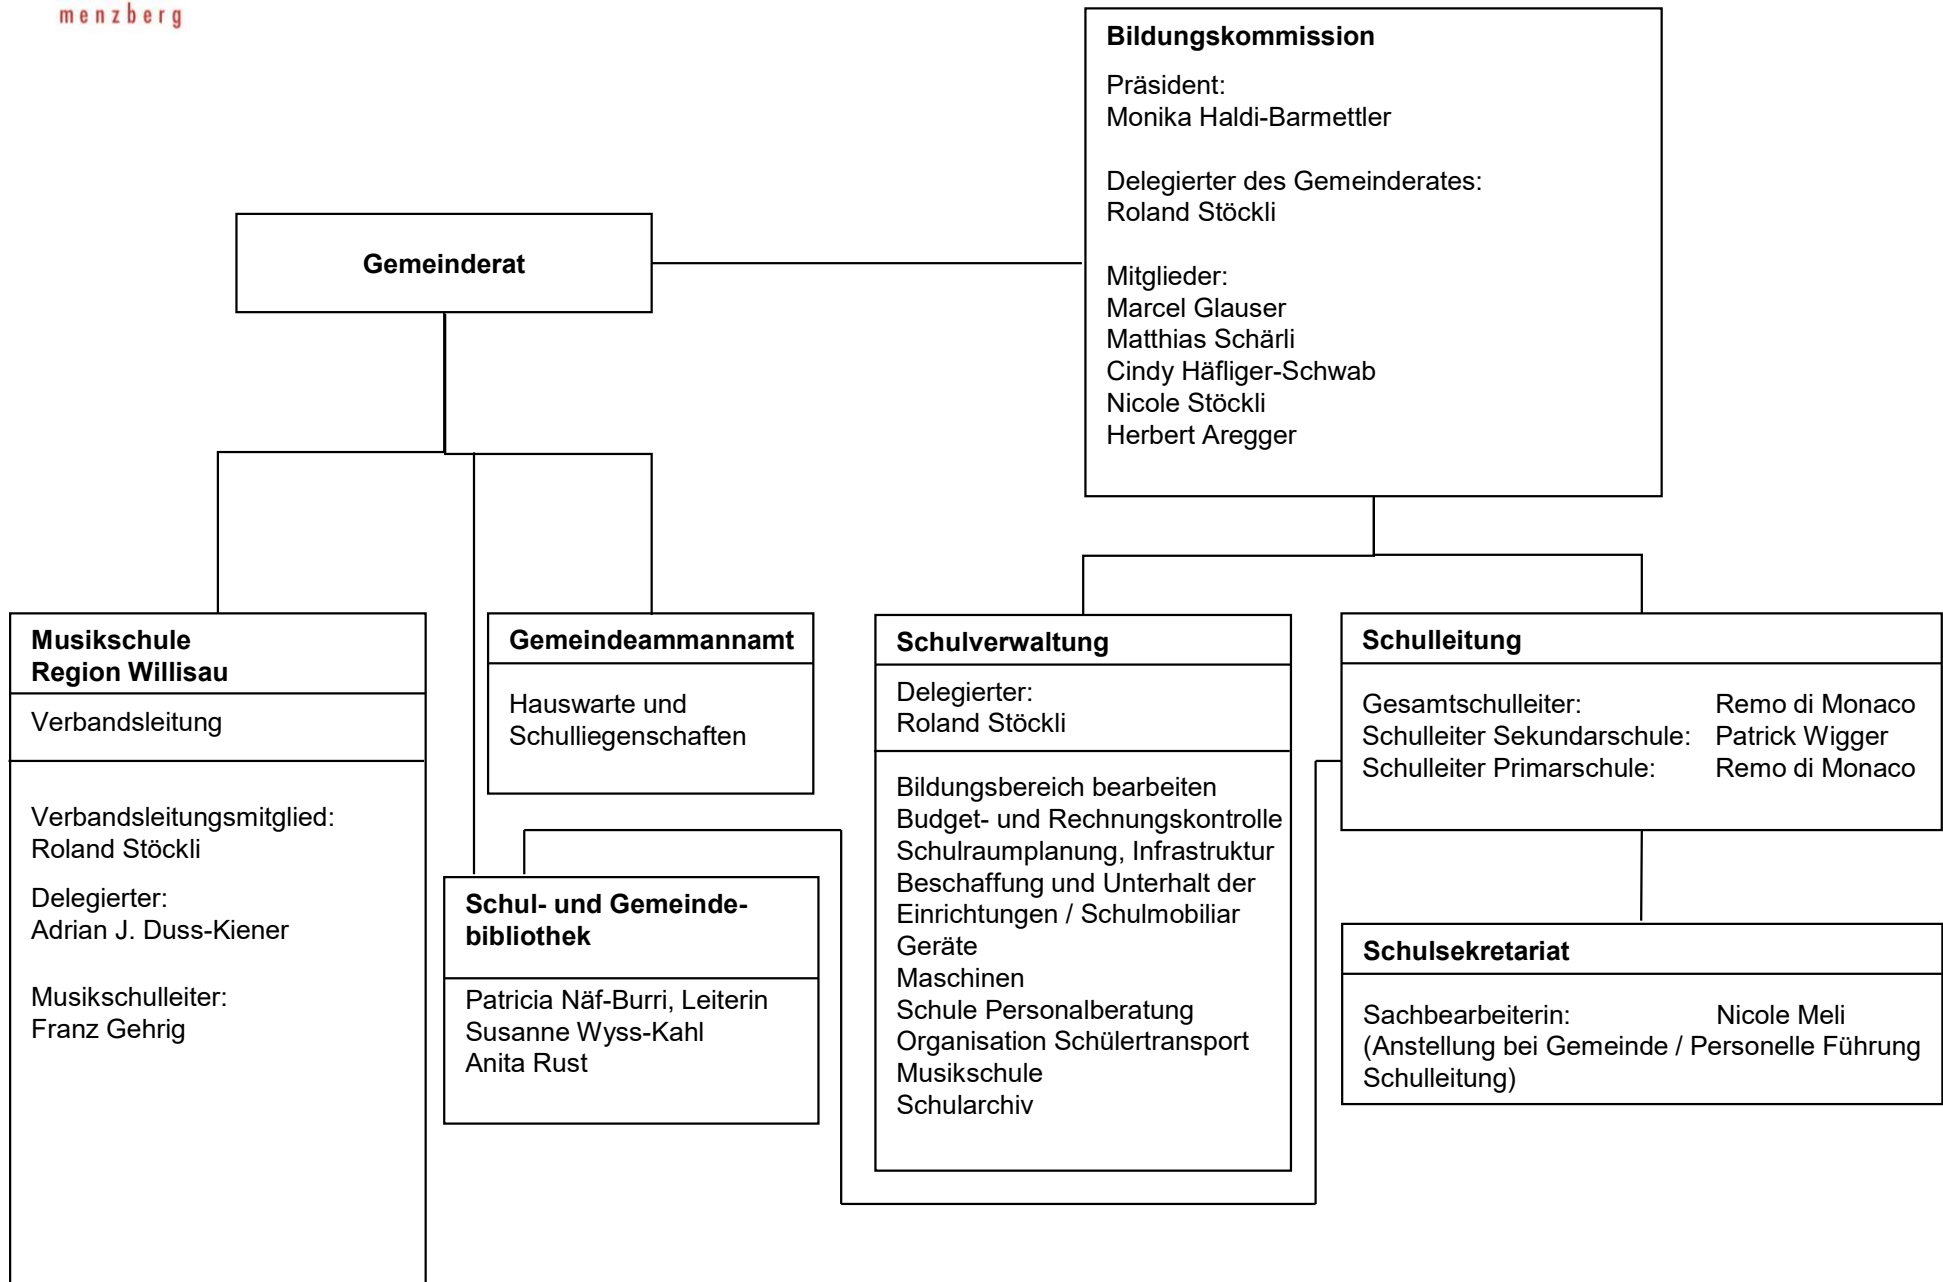 menzberg
Bildungskommission
Präsident:
Monika Haldi-Barmettler
Delegierter des Gemeinderates:
Roland Stöckli
Mitglieder:
Marcel Glauser
Matthias Schärli
Cindy Häfliger-Schwab
Nicole Stöckli
Herbert Aregger
Gemeinderat
Musikschule
Region Willisau
Verbandsleitung
Verbandsleitungsmitglied:
Roland Stöckli
Delegierter:
Adrian J. Duss-Kiener
Musikschulleiter:
Franz Gehrig
Gemeindeammannamt
Hauswarte und
Schulliegenschaften
Schul- und Gemeinde-
bibliothek
Patricia Näf-Burri, Leiterin
Susanne Wyss-Kahl
Anita Rust
Schulverwaltung
Delegierter:
Roland Stöckli
Bildungsbereich bearbeiten
Budget- und Rechnungskontrolle
Schulraumplanung, Infrastruktur
Beschaffung und Unterhalt der
Einrichtungen / Schulmobiliar
Geräte
Maschinen
Schule Personalberatung
Organisation Schülertransport
Musikschule
Schularchiv
Schulleitung
Gesamtschulleiter: Remo di Monaco
Schulleiter Sekundarschule: Patrick Wigger
Schulleiter Primarschule: Remo di Monaco
Schulsekretariat
Sachbearbeiterin: Nicole Meli
(Anstellung bei Gemeinde / Personelle Führung
Schulleitung)